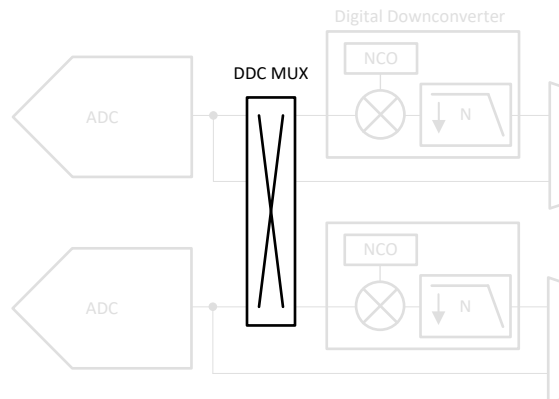 Digital Downconverter
DDC MUX
NCO
ADC
N
NCO
ADC
N